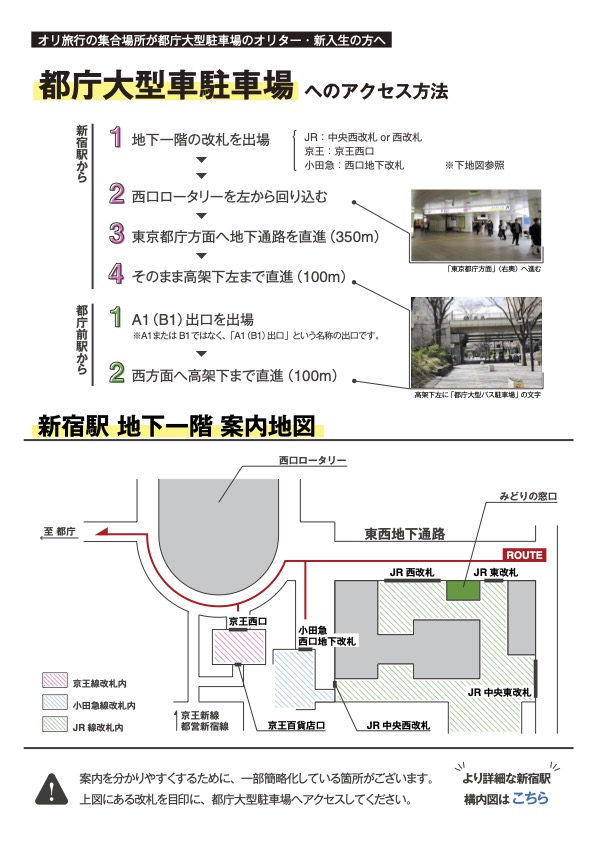 オリ旅行の集合場所が都庁大型駐車場のオリター・新入生の方へ
都庁大型車駐車場 へのアクセス方法
新宿駅から
1 地下一階の改札を出場
JR：中央西改札 or 西改札
京王：京王西口
小田急：西口地下改札 ※下地図参照
2 西口ロータリーを左から回り込む
3 東京都庁方面へ地下通路を直進（350m）
「東京都庁方面」（右奥）へ進む
4 そのまま高架下左まで直進（100m）
都庁前駅から
1 A1（B1）出口を出場
※A1または B1ではなく、「A1（B1）出口」という名称の出口です。
2 西方面へ高架下まで直進（100m）
高架下左に「都庁大型バス駐車場」の文字
新宿駅 地下一階 案内地図
西口ロータリー
みどりの窓口
至 都庁
東西地下通路
ROUTE
JR 西改札
JR 東改札
京王西口
小田急
西口地下改札
京王線改札内
小田急線改札内
JR 線改札内
JR 中央東改札
京王新線
都営新宿線
京王百貨店口
JR 中央西改札
案内を分かりやすくするために、一部簡略化している箇所がございます。
上図にある改札を目印に、都庁大型駐車場へアクセスしてください。
より詳細な新宿駅
構内図は こちら